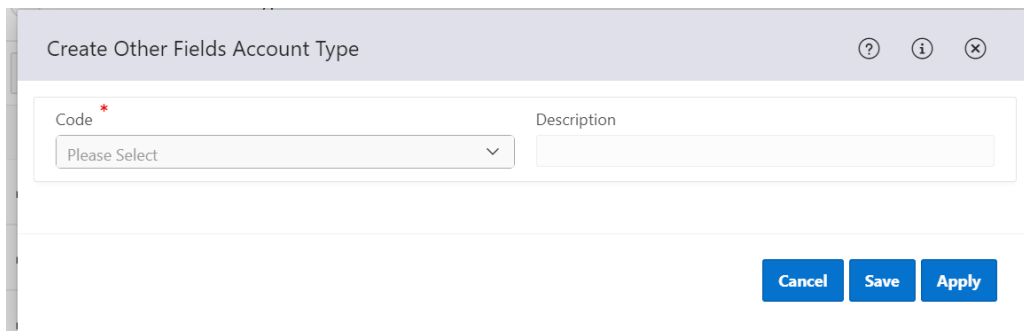 Create Other Fields Account Type
Code *
Description
Please Select
Cancel
Save
Apply